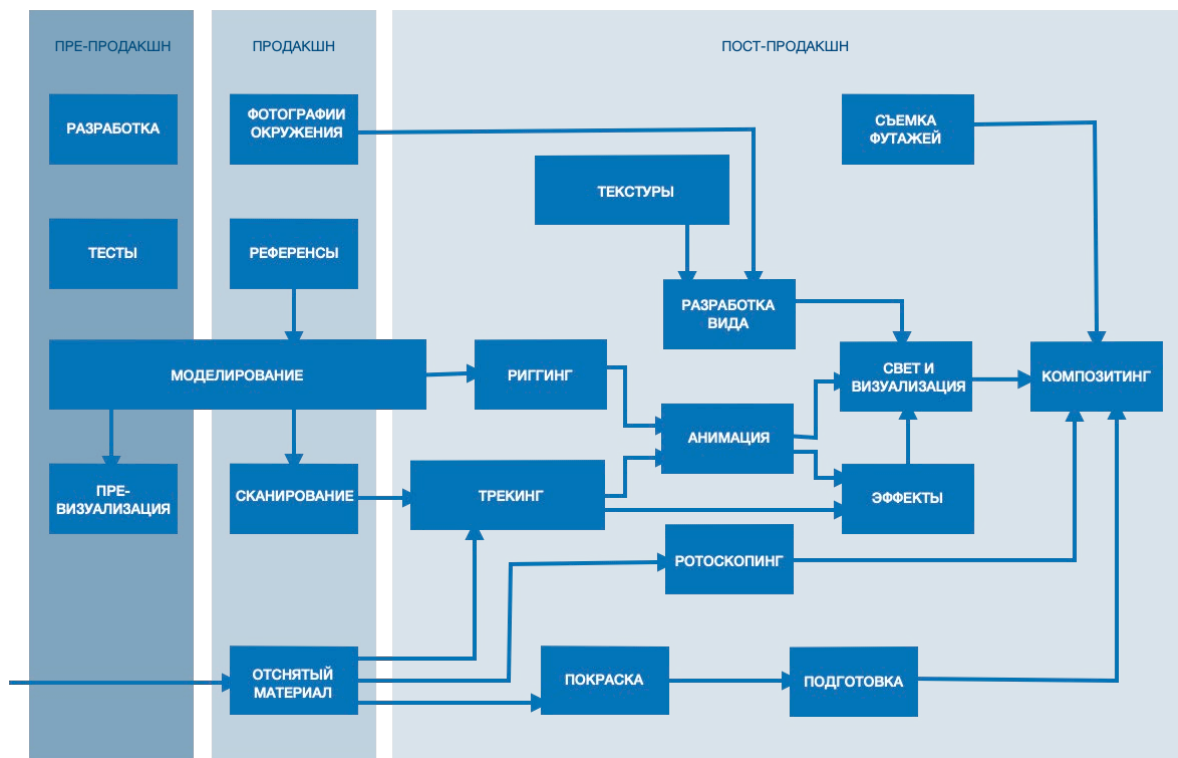 ПРЕ-ПРОДАКШН
ПРОДАКШН
ПОСТ-ПРОДАКШН
РАЗРАБОТКА
ФОТОГРАФИИ
ОКРУЖЕНИЯ
СЪЕМКА
ФУТАЖЕЙ
ТЕКСТУРЫ
ТЕСТЫ
РЕФЕРЕНСЫ
РАЗРАБОТКА
ВИДА
МОДЕЛИРОВАНИЕ
РИГГИНГ
СВЕТ И
ВИЗУАЛИЗАЦИЯ
КОМПОЗИТИНГ
АНИМАЦИЯ
ПРЕ-
ВИЗУАЛИЗАЦИЯ
СКАНИРОВАНИЕ
ТРЕКИНГ
ЭФФЕКТЫ
РОТОСКОПИНГ
ОТСНЯТЫЙ
МАТЕРИАЛ
ПОКРАСКА
ПОДГОТОВКА